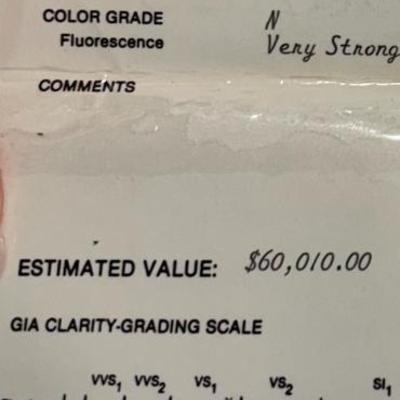 COLOR GRADE N
Fluorescence Very Strong
COMMENTS
ESTIMATED VALUE: $60,010.00
GIA CLARITY-GRADING SCALE
VVS₁ VVS₂ VS₁ VS₂ SI₁